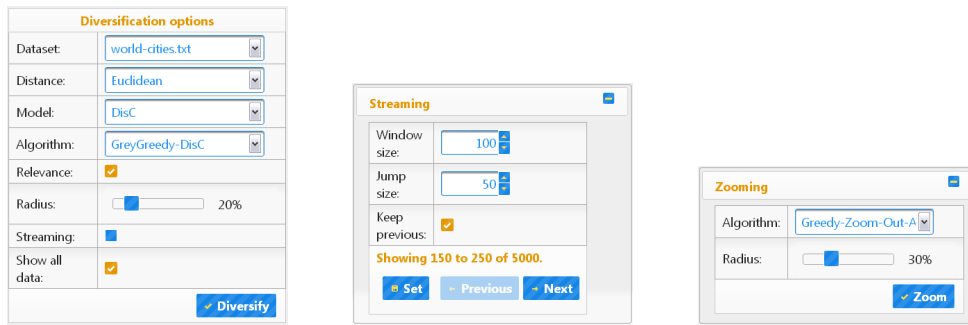 Diversification options
Dataset: world-cities.txt
Distance: Euclidean
Model: DisC
Algorithm: GreyGreedy-DisC
Relevance:
Radius: 20%
Streaming:
Show all
data:
Diversify
Streaming
Window
size: 100
Jump
size: 50
Keep
previous:
Showing 150 to 250 of 5000.
Set Previous Next
Zooming
Algorithm: Greedy-Zoom-Out-A
Radius: 30%
Zoom